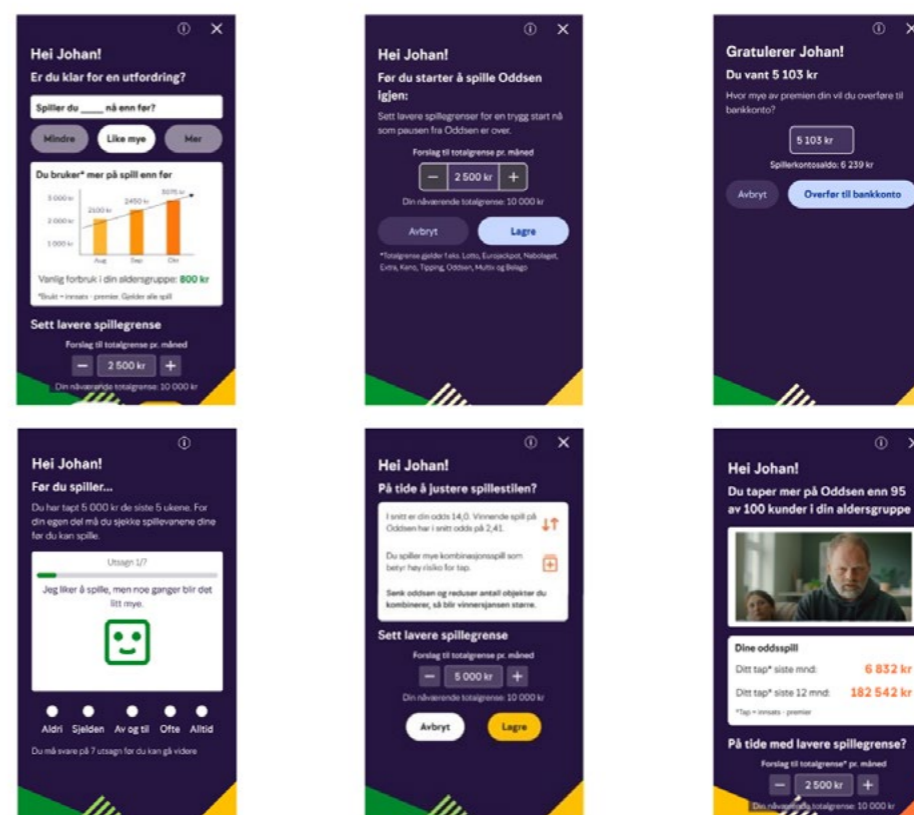 Hei Johan!
Er du klar for en utfordring?
Spiller du ____ nå enn før?
Mindre
Like mye
Mer
Du bruker* mer på spill enn før
3 000 kr
2 000 kr
1 000 kr
2100 kr
2450 kr
3075 kr
Aug
Sep
Okt
Vanlig forbruk i din aldersgruppe: 800 kr
*Brukt = innsats - premier. Gjelder alle spill
Sett lavere spillegrense
Forslag til totalgrense pr. måned
− 2 500 kr +
Din nåværende totalgrense: 10 000 kr
Hei Johan!
Før du starter å spille Oddsen
igjen:
Sett lavere spillegrenser for en trygg start nå
som pausen fra Oddsen er over.
Forslag til totalgrense pr. måned
− 2 500 kr +
Din nåværende totalgrense: 10 000 kr
Avbryt
Lagre
*Totalgrense gjelder f.eks. Lotto, Eurojackpot, Nabolaget,
Extra, Keno, Tipping, Oddsen, Multix og Belago
Gratulerer Johan!
Du vant 5 103 kr
Hvor mye av premien din vil du overføre til
bankkonto?
5 103 kr
Spillerkontosaldo: 6 239 kr
Avbryt
Overfør til bankkonto
Hei Johan!
Før du spiller...
Du har tapt 5 000 kr de siste 5 ukene. For
din egen del må du sjekke spillevanene dine
før du kan spille.
Utsagn 1/7
Jeg liker å spille, men noe ganger blir det
litt mye.
Aldri
Sjelden
Av og til
Ofte
Alltid
Du må svare på 7 utsagn før du kan gå videre
Hei Johan!
På tide å justere spillestilen?
I snitt er din odds 14,0. Vinnende spill på
Oddsen har i snitt odds på 2,41.
Du spiller mye kombinasjonsspill som
betyr høy risiko for tap.
Senk oddsen og reduser antall objekter du
kombinerer, så blir vinnersjansen større.
Sett lavere spillegrense
Forslag til totalgrense pr. måned
− 5 000 kr +
Din nåværende totalgrense: 10 000 kr
Avbryt
Lagre
Hei Johan!
Du taper mer på Oddsen enn 95
av 100 kunder i din aldersgruppe
Dine oddsspill
Ditt tap* siste mnd: 6 832 kr
Ditt tap* siste 12 mnd: 182 542 kr
*Tap = innsats - premier
På tide med lavere spillegrense?
Forslag til totalgrense* pr. måned
− 2 500 kr +
Din nåværende totalgrense: 10 000 kr